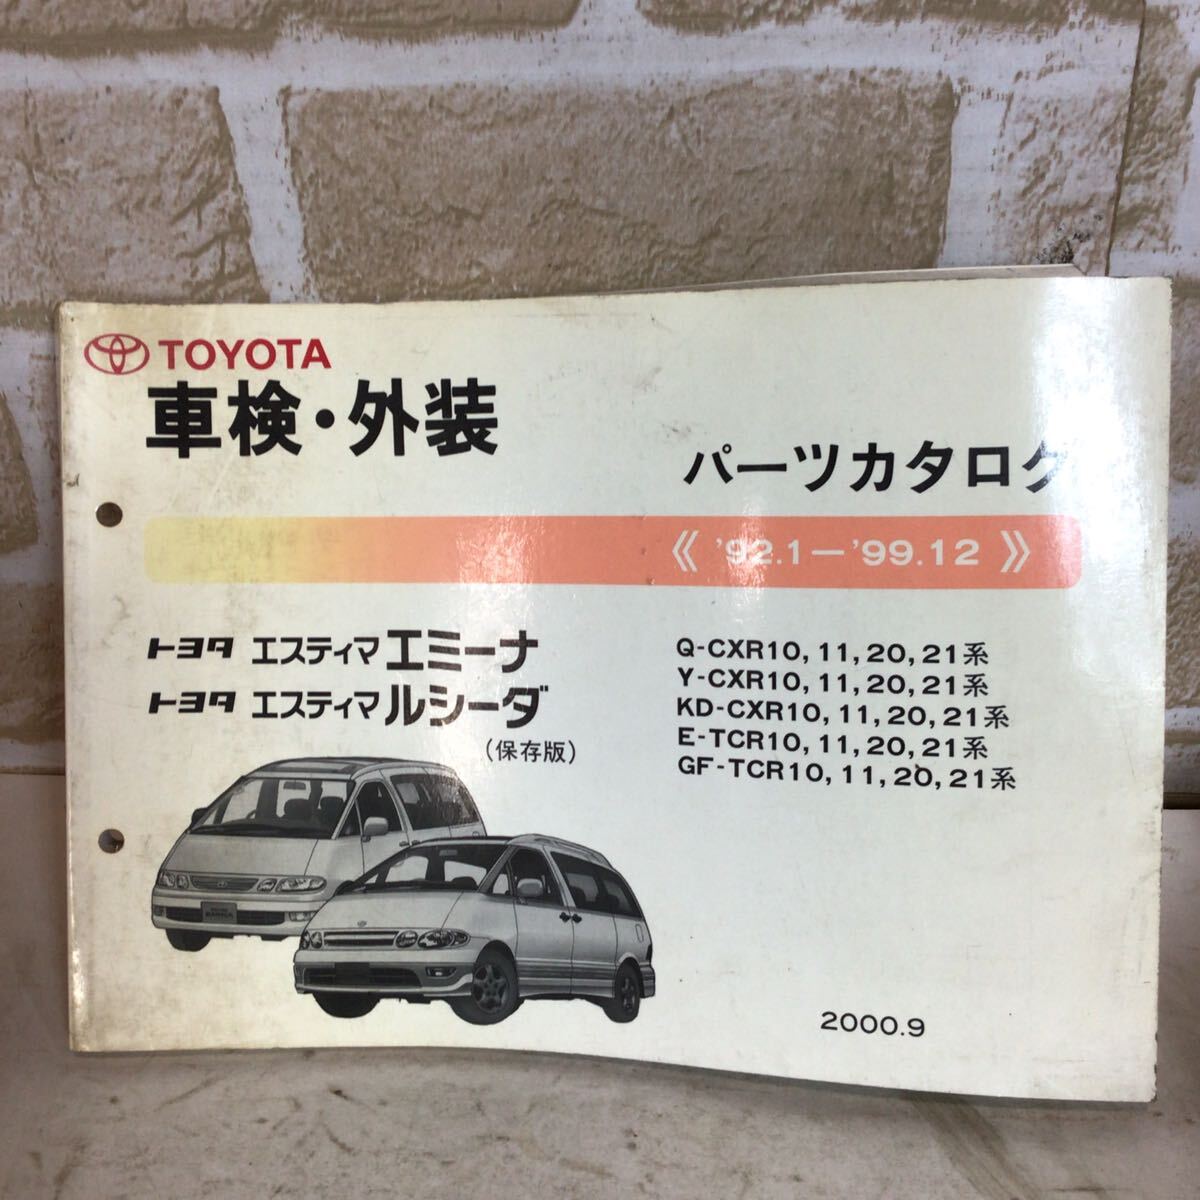 TOYOTA
車検・外装
パーツカタログ
《 '92.1－'99.12 》
トヨタ エスティマ エミーナ
トヨタ エスティマ ルシーダ
（保存版）
Q-CXR10, 11, 20, 21系
Y-CXR10, 11, 20, 21系
KD-CXR10, 11, 20, 21系
E-TCR10, 11, 20, 21系
GF-TCR10, 11, 20, 21系
2000.9